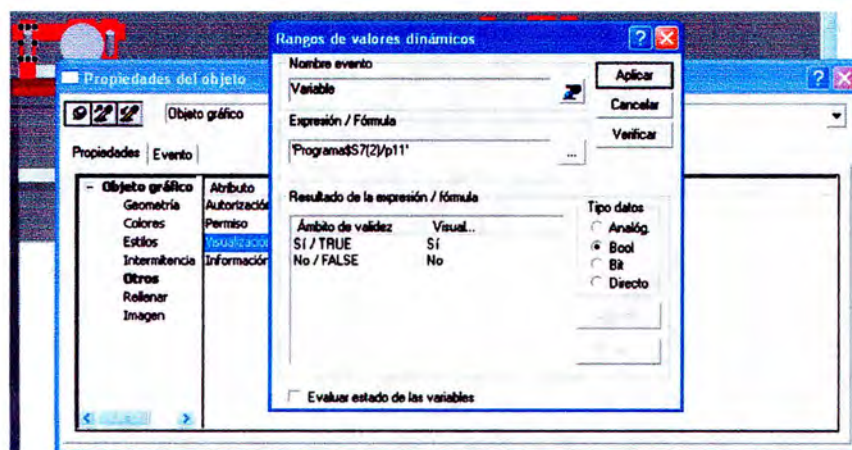 Rangos de valores dinámicos
Nombre evento
Variable
Aplicar
Cancelar
Verificar
Expresión / Fórmula
'Programa$S7(2)/p11'
...
Resultado de la expresión / fórmula
Ámbito de validez Visual...
Sí / TRUE Sí
No / FALSE No
Tipo datos
Analóg.
Bool
Bit
Directo
Evaluar estado de las variables
Propiedades del objeto
Objeto gráfico
Propiedades Evento
Objeto gráfico
Geometría
Colores
Estilos
Intermitencia
Otros
Rellenar
Imagen
Atributo
Autorización
Permiso
Visualización
Información